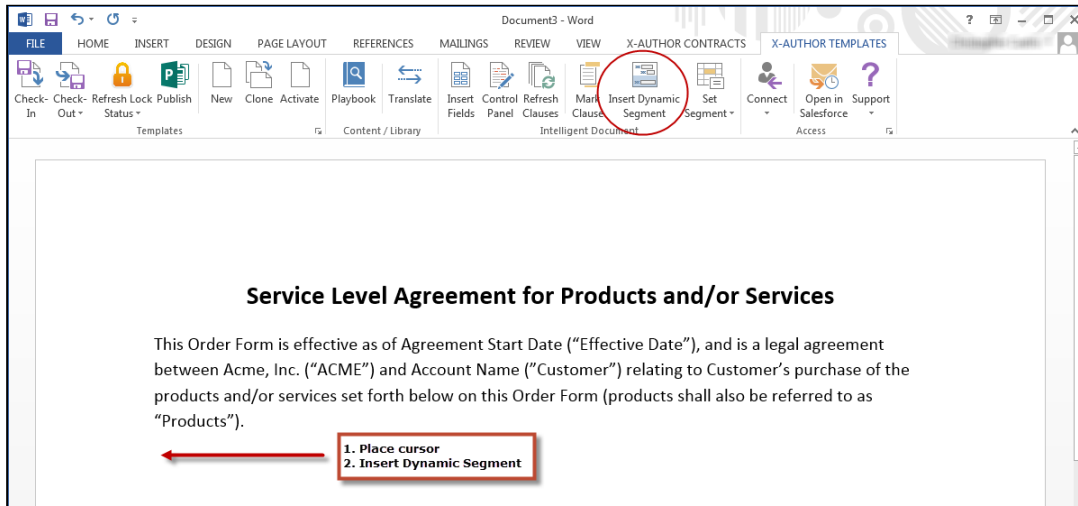 Document3 - Word
FILE HOME INSERT DESIGN PAGE LAYOUT REFERENCES MAILINGS REVIEW VIEW X-AUTHOR CONTRACTS X-AUTHOR TEMPLATES
Check- Check- Refresh Lock Publish New Clone Activate Playbook Translate Insert Control Refresh Mark Insert Dynamic Set Connect Open in Support
In Out Status Fields Panel Clauses Clause Segment Segment Salesforce
Templates Content / Library Intelligent Document Access
Service Level Agreement for Products and/or Services
This Order Form is effective as of Agreement Start Date (“Effective Date”), and is a legal agreement
between Acme, Inc. (“ACME”) and Account Name (”Customer”) relating to Customer’s purchase of the
products and/or services set forth below on this Order Form (products shall also be referred to as
“Products”).
1. Place cursor
2. Insert Dynamic Segment